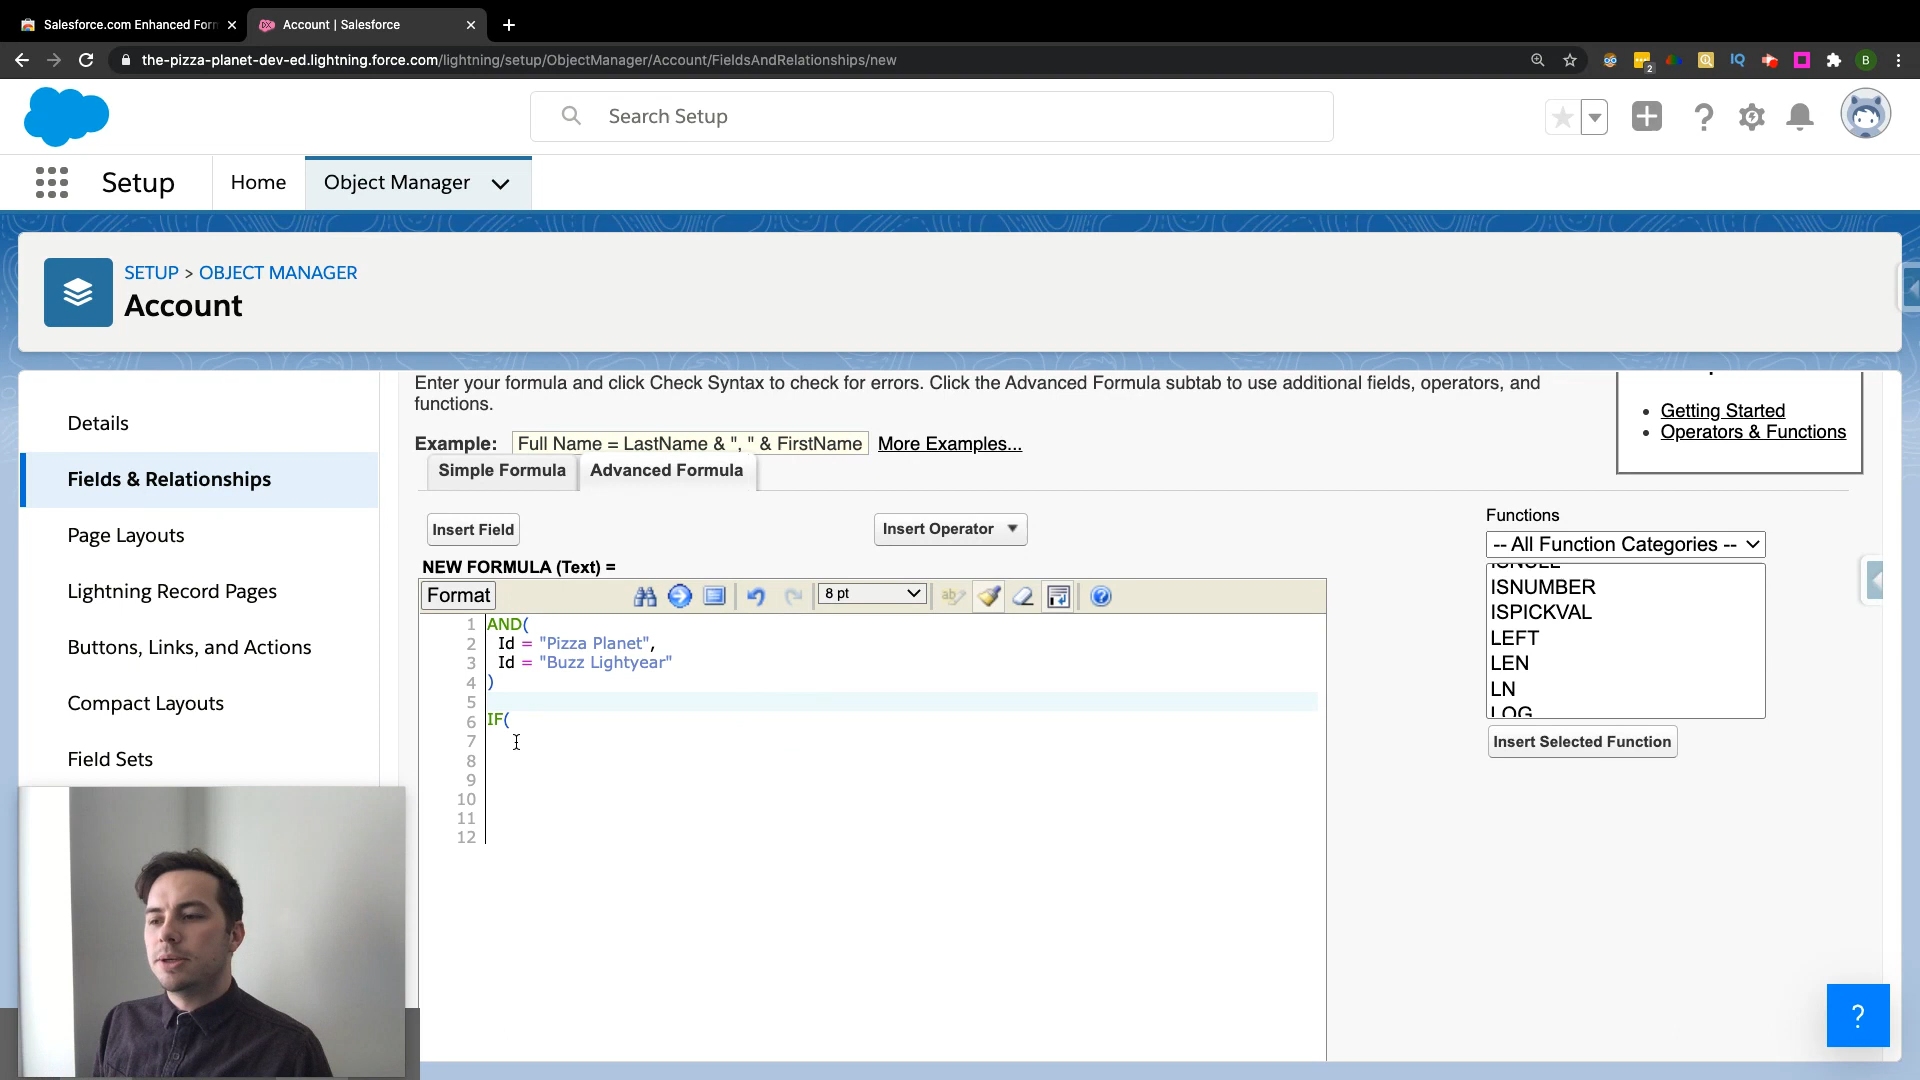 Salesforce.com Enhanced For
Account | Salesforce
the-pizza-planet-dev-ed.lightning.force.com/lightning/setup/ObjectManager/Account/FieldsAndRelationships/new
2
IQ
B
Search Setup
Setup
Home
Object Manager
SETUP > OBJECT MANAGER
Account
Details
Fields & Relationships
Page Layouts
Lightning Record Pages
Buttons, Links, and Actions
Compact Layouts
Field Sets
Enter your formula and click Check Syntax to check for errors. Click the Advanced Formula subtab to use additional fields, operators, and
functions.
Example: Full Name = LastName & ", " & FirstName More Examples...
Getting Started
Operators & Functions
Simple Formula
Advanced Formula
Insert Field
Insert Operator
Functions
-- All Function Categories --
ISNULL
ISNUMBER
ISPICKVAL
LEFT
LEN
LN
LOG
Insert Selected Function
NEW FORMULA (Text) =
Format
8 pt
1 AND(
2 Id = "Pizza Planet",
3 Id = "Buzz Lightyear"
4 )
5
6 IF(
7
8
9
10
11
12
?